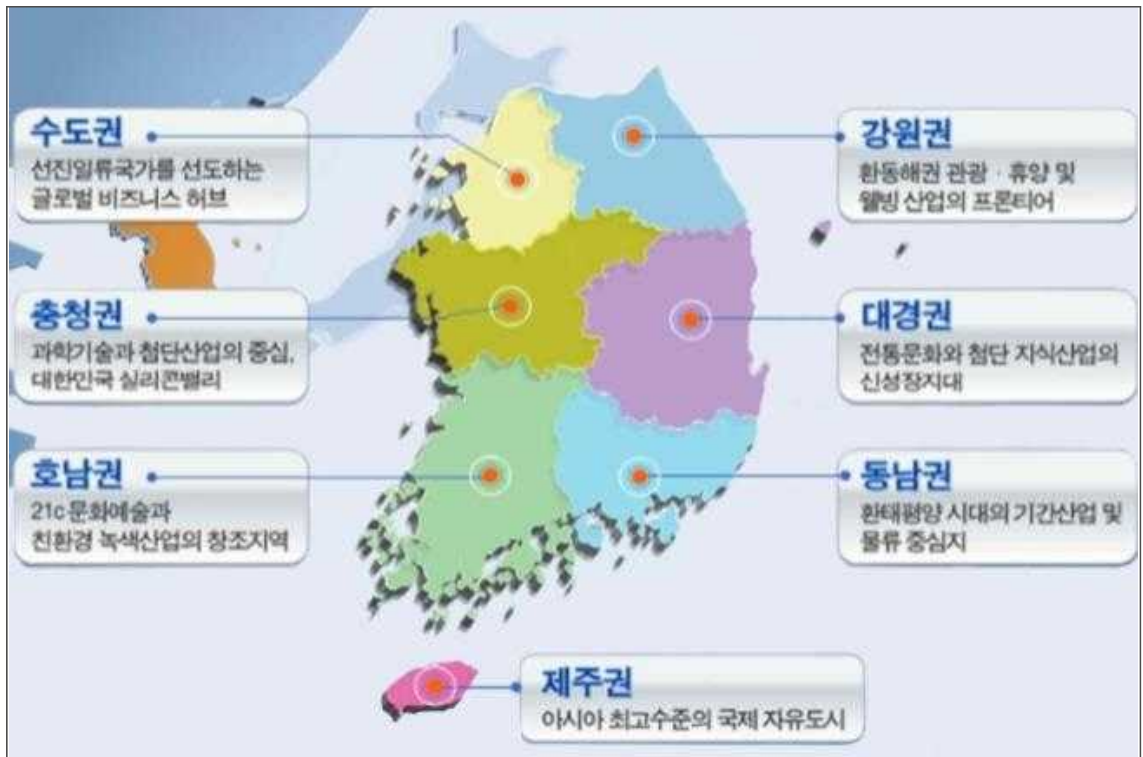 수도권
선진일류국가를 선도하는
글로벌 비즈니스 허브
강원권
환동해권 관광 · 휴양 및
웰빙 산업의 프론티어
충청권
과학기술과 첨단산업의 중심,
대한민국 실리콘밸리
대경권
전통문화와 첨단 지식산업의
신성장지대
호남권
21c 문화예술과
친환경 녹색산업의 창조지역
동남권
환태평양 시대의 기간산업 및
물류 중심지
제주권
아시아 최고수준의 국제 자유도시